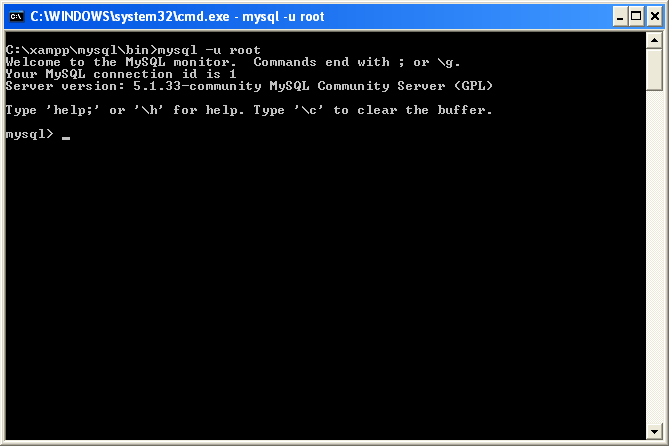 C:\WINDOWS\system32\cmd.exe - mysql -u root
C:\xampp\mysql\bin>mysql -u root
Welcome to the MySQL monitor.  Commands end with ; or \g.
Your MySQL connection id is 1
Server version: 5.1.33-community MySQL Community Server (GPL)
Type 'help;' or '\h' for help. Type '\c' to clear the buffer.
mysql> _